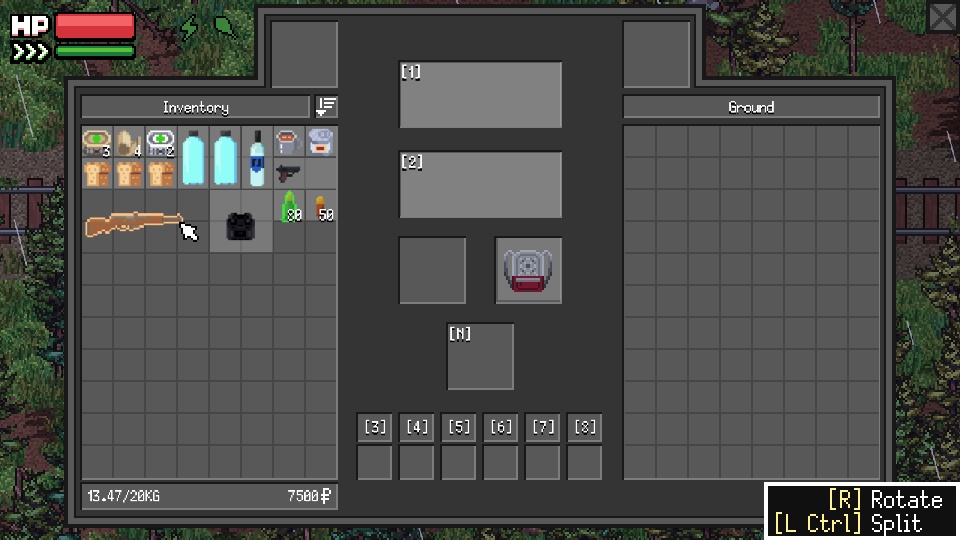 HP
>>>
Inventory
3
4
2
80
50
13.47/20KG
7500₽
[1]
[2]
[N]
[3] [4] [5] [6] [7] [8]
Ground
[R] Rotate
[L Ctrl] Split